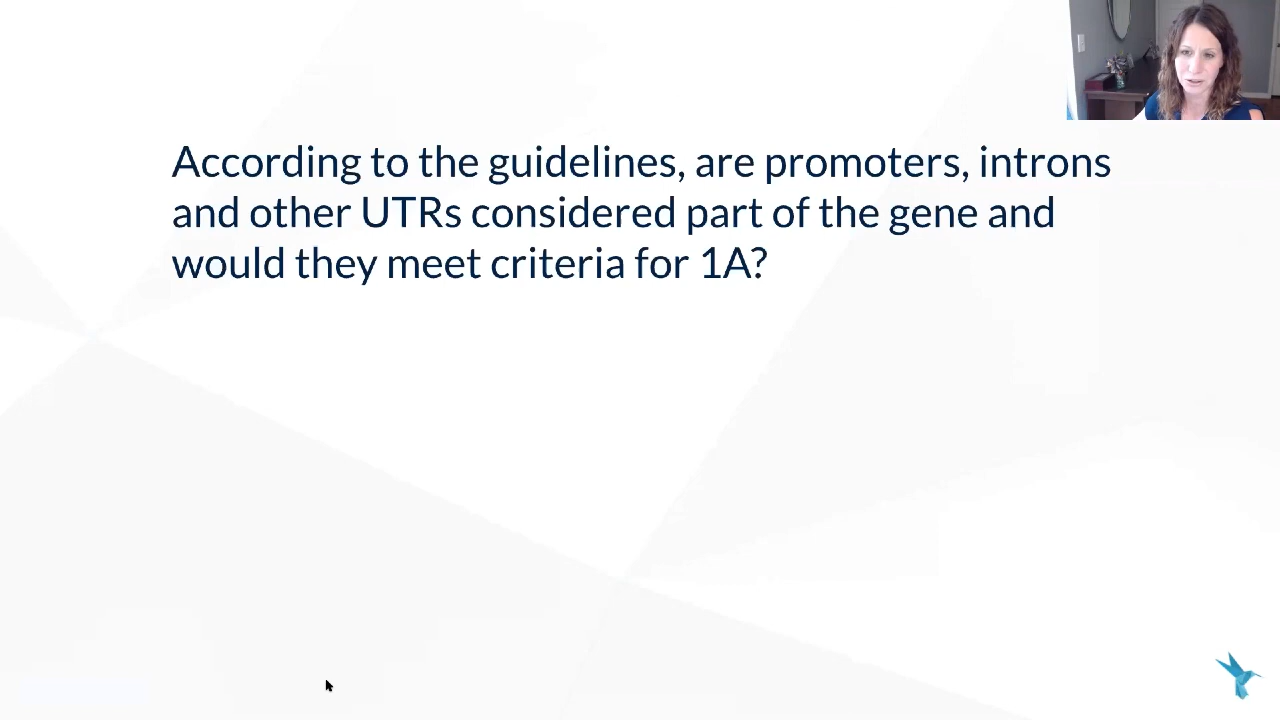 According to the guidelines, are promoters, introns
and other UTRs considered part of the gene and
would they meet criteria for 1A?